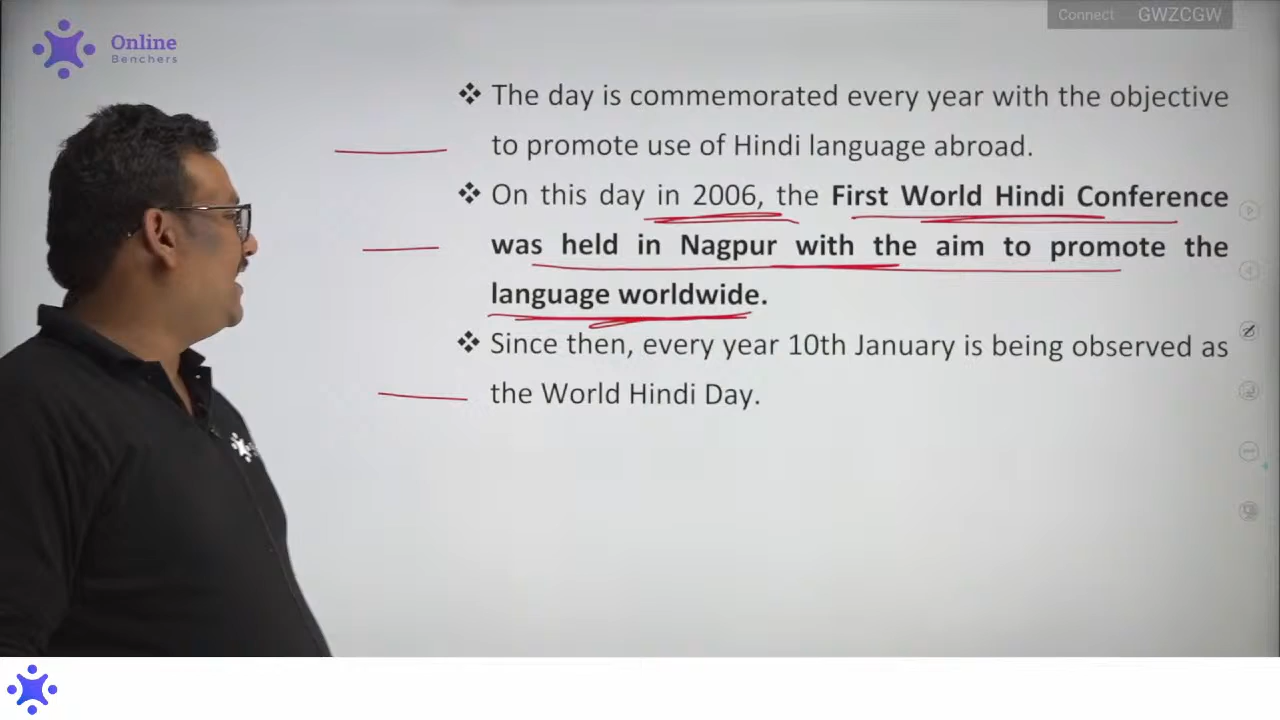 Connect GWZCGW
Online
Benchers
❖ The day is commemorated every year with the objective
to promote use of Hindi language abroad.
❖ On this day in 2006, the First World Hindi Conference
was held in Nagpur with the aim to promote the
language worldwide.
❖ Since then, every year 10th January is being observed as
the World Hindi Day.